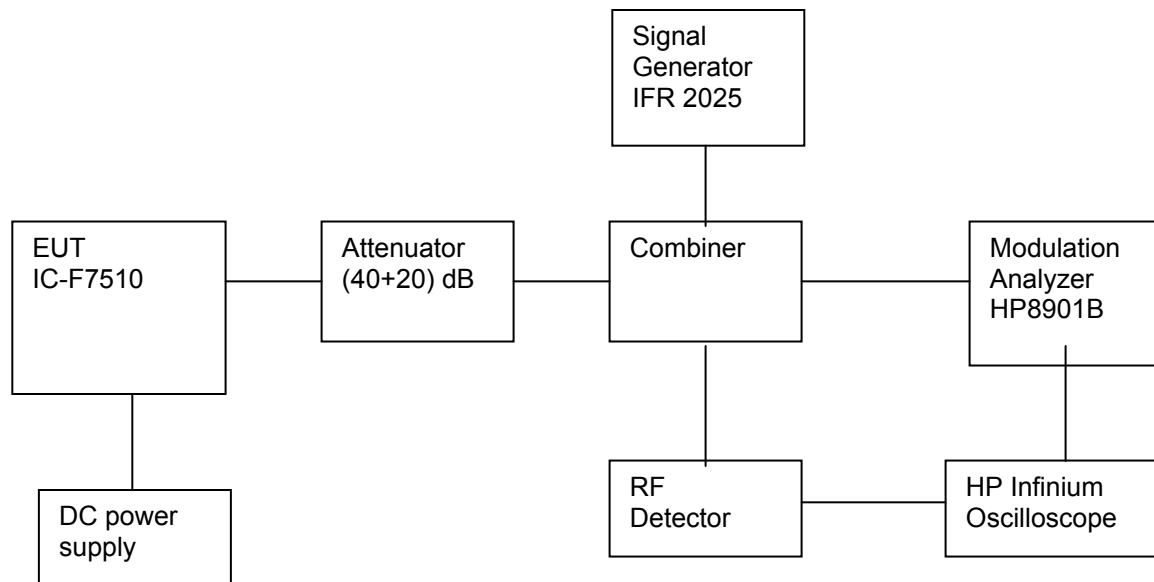 Signal
Generator
IFR 2025
EUT
IC-F7510
Attenuator
(40+20) dB
Combiner
Modulation
Analyzer
HP8901B
DC power
supply
RF
Detector
HP Infinium
Oscilloscope